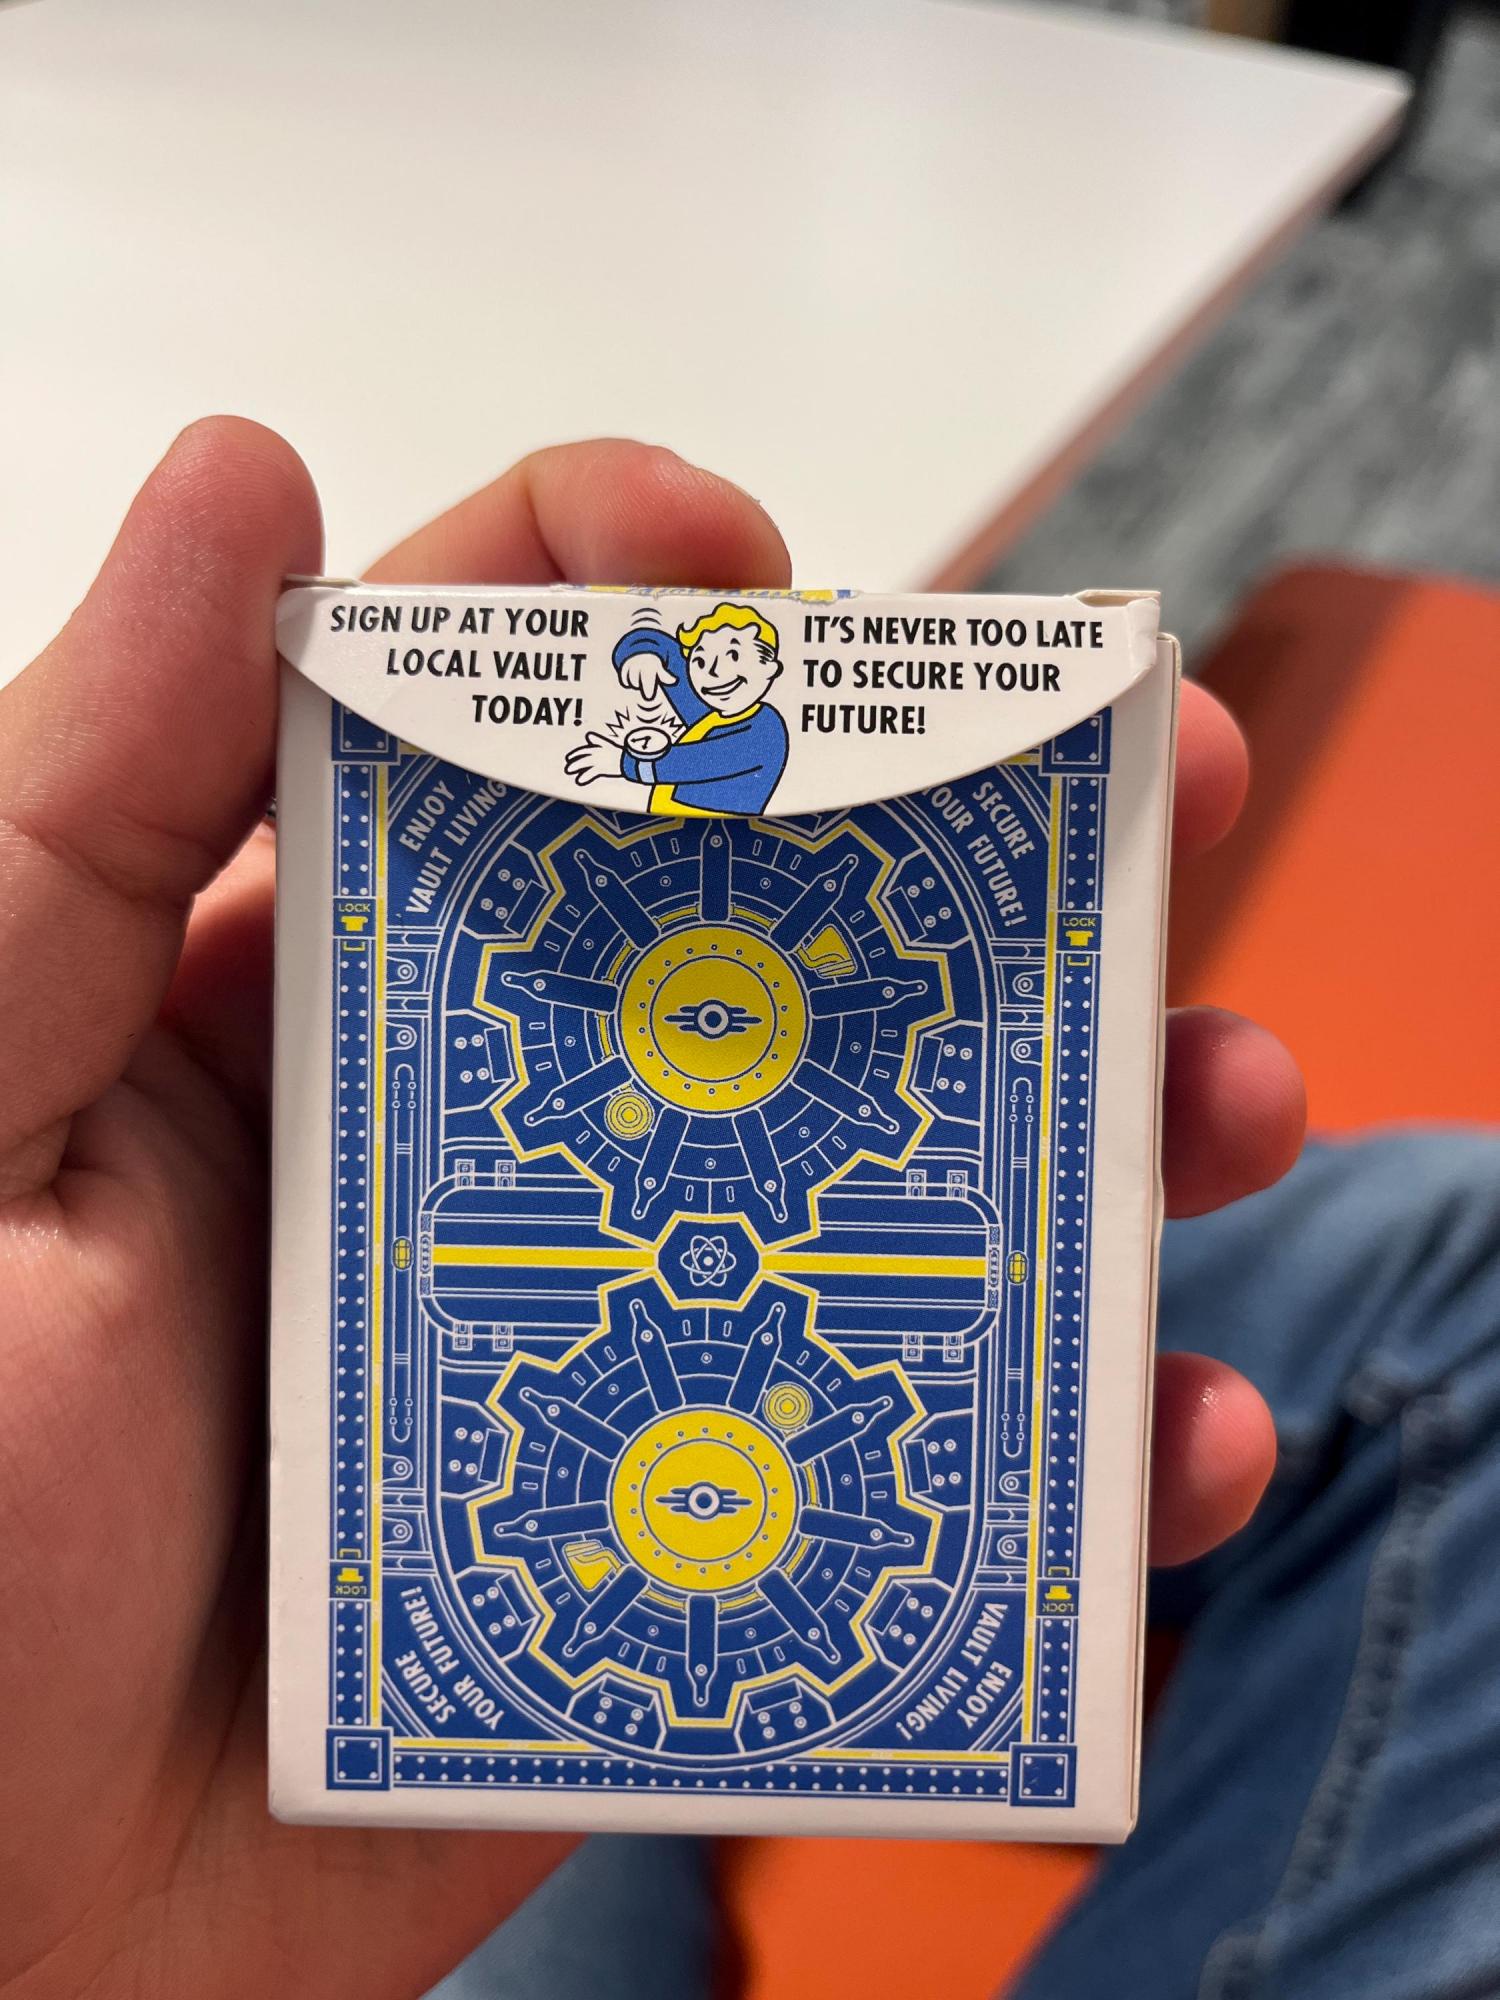 SIGN UP AT YOUR
LOCAL VAULT
TODAY!
IT'S NEVER TOO LATE
TO SECURE YOUR
FUTURE!
ENJOY
VAULT LIVING
SECURE
YOUR FUTURE!
LOCK
LOCK
LOCK
LOCK
SECURE
YOUR FUTURE!
ENJOY
VAULT LIVING!